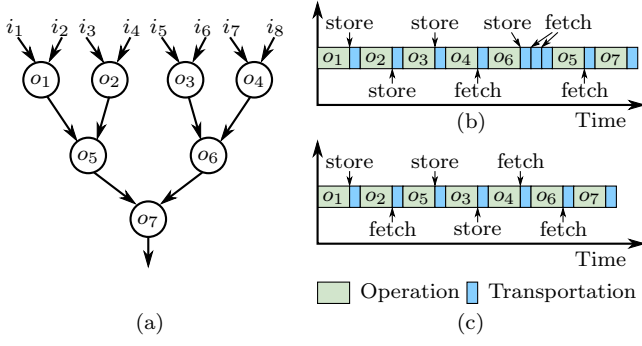 i1 i2 i3 i4 i5 i6 i7 i8
o1 o2 o3 o4
o5 o6
o7
(a)
store store store fetch
o1 o2 o3 o4 o6 o5 o7
store fetch fetch
(b) Time
store store fetch
o1 o2 o5 o3 o4 o6 o7
fetch store fetch
Time
Operation Transportation
(c)